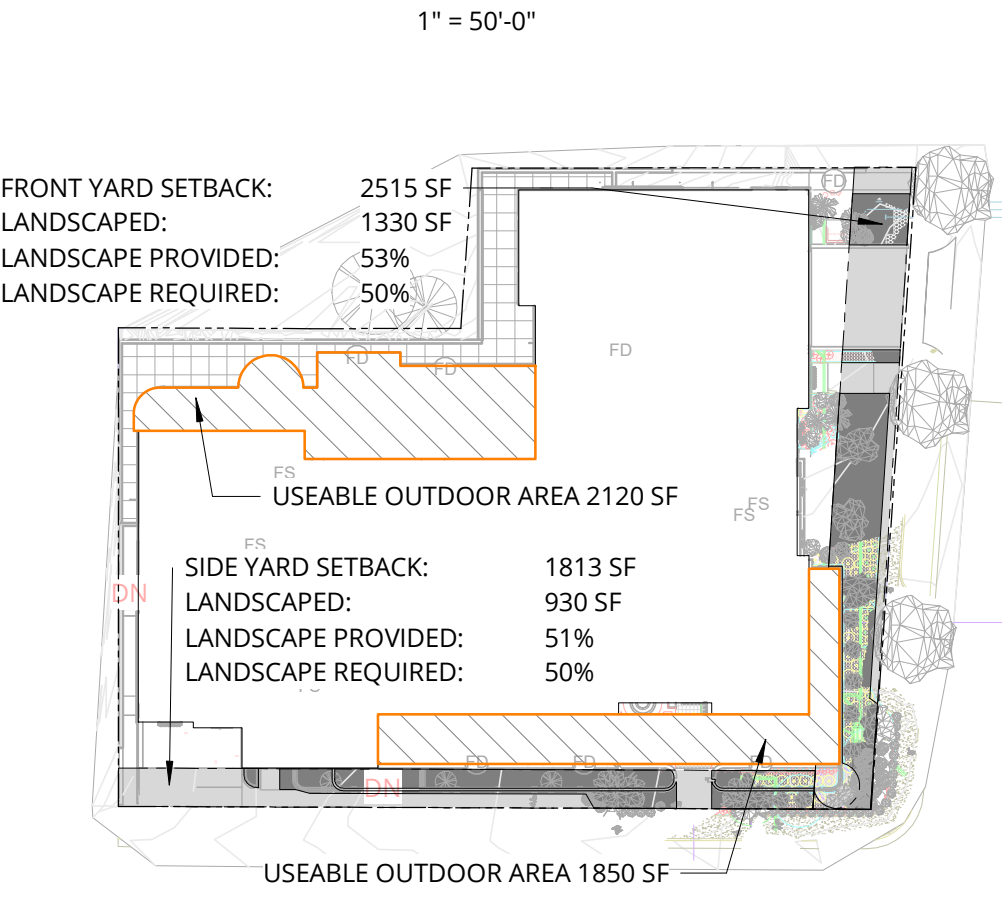 1" = 50'-0"
FRONT YARD SETBACK: 2515 SF
LANDSCAPED: 1330 SF
LANDSCAPE PROVIDED: 53%
LANDSCAPE REQUIRED: 50%
FD
FD
FD
FD
FS
USEABLE OUTDOOR AREA 2120 SF
FS
FS
FS
SIDE YARD SETBACK: 1813 SF
LANDSCAPED: 930 SF
LANDSCAPE PROVIDED: 51%
LANDSCAPE REQUIRED: 50%
DN
FD
FD
FD
DN
USEABLE OUTDOOR AREA 1850 SF